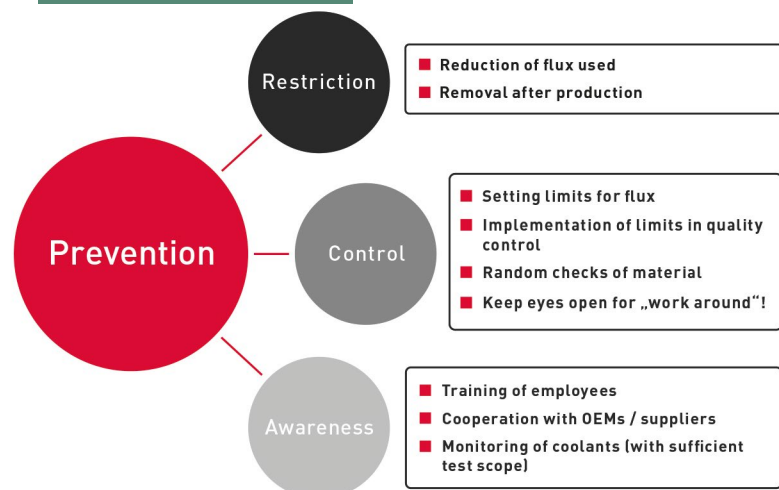 Prevention
Restriction
■ Reduction of flux used
■ Removal after production
Control
■ Setting limits for flux
■ Implementation of limits in quality
control
■ Random checks of material
■ Keep eyes open for „work around“!
Awareness
■ Training of employees
■ Cooperation with OEMs / suppliers
■ Monitoring of coolants (with sufficient
test scope)